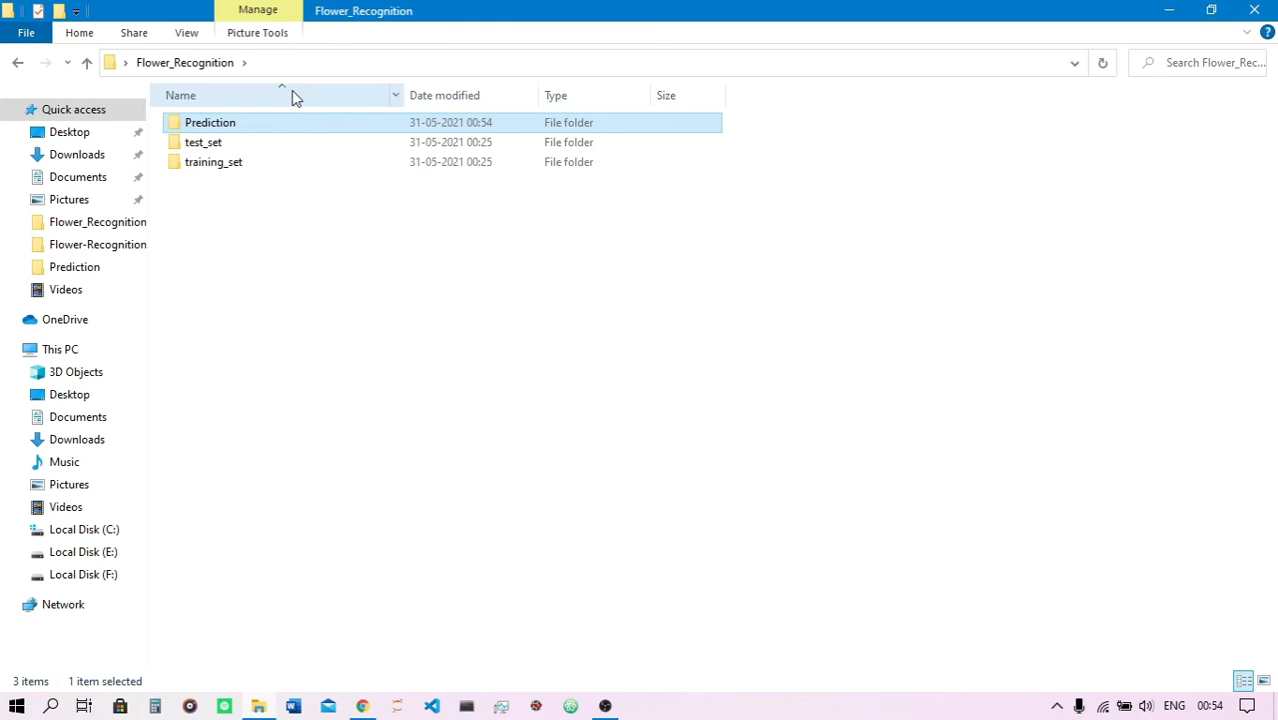 Manage
Flower_Recognition
File
Home
Share
View
Picture Tools
Flower_Recognition
Search Flower_Rec...
Name
Date modified
Type
Size
Quick access
Desktop
Downloads
Documents
Pictures
Flower_Recognition
Flower-Recognition
Prediction
Videos
OneDrive
This PC
3D Objects
Desktop
Documents
Downloads
Music
Pictures
Videos
Local Disk (C:)
Local Disk (E:)
Local Disk (F:)
Network
Prediction 31-05-2021 00:54 File folder
test_set 31-05-2021 00:25 File folder
training_set 31-05-2021 00:25 File folder
3 items 1 item selected
ENG 00:54